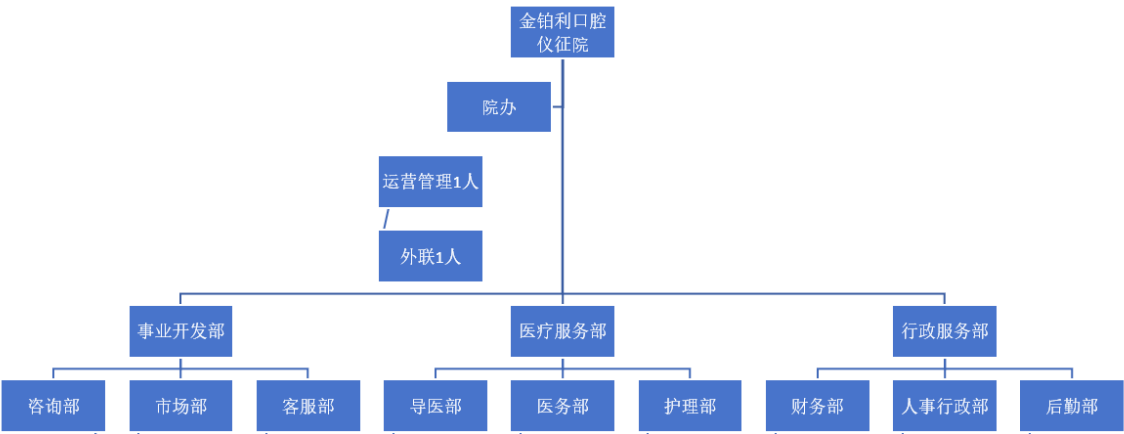 金铂利口腔
仪征院
院办
运营管理1人
外联1人
事业开发部
医疗服务部
行政服务部
咨询部
市场部
客服部
导医部
医务部
护理部
财务部
人事行政部
后勤部